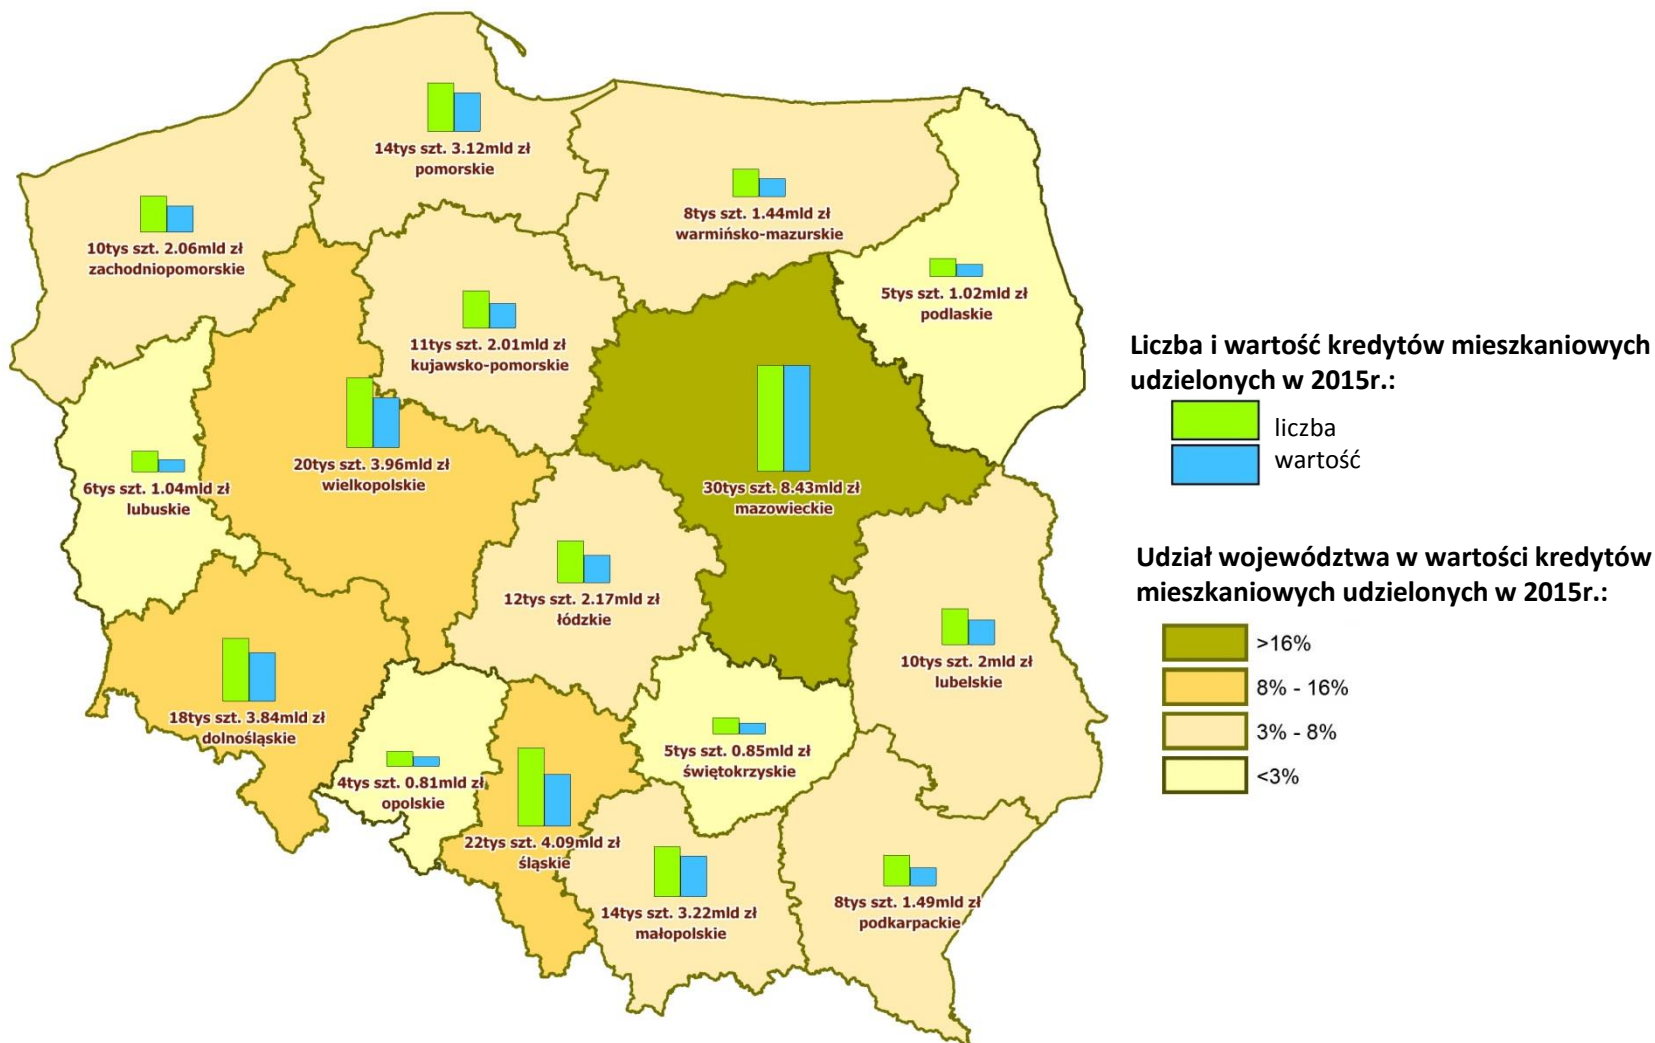 14tys szt. 3.12mld zł
pomorskie
8tys szt. 1.44mld zł
warmińsko-mazurskie
10tys szt. 2.06mld zł
zachodniopomorskie
5tys szt. 1.02mld zł
podlaskie
11tys szt. 2.01mld zł
kujawsko-pomorskie
20tys szt. 3.96mld zł
wielkopolskie
6tys szt. 1.04mld zł
lubuskie
30tys szt. 8.43mld zł
mazowieckie
12tys szt. 2.17mld zł
łódzkie
10tys szt. 2mld zł
lubelskie
18tys szt. 3.84mld zł
dolnośląskie
4tys szt. 0.81mld zł
opolskie
5tys szt. 0.85mld zł
świętokrzyskie
22tys szt. 4.09mld zł
śląskie
14tys szt. 3.22mld zł
małopolskie
8tys szt. 1.49mld zł
podkarpackie
Liczba i wartość kredytów mieszkaniowych
udzielonych w 2015r.:
liczba
wartość
Udział województwa w wartości kredytów
mieszkaniowych udzielonych w 2015r.:
>16%
8% - 16%
3% - 8%
<3%